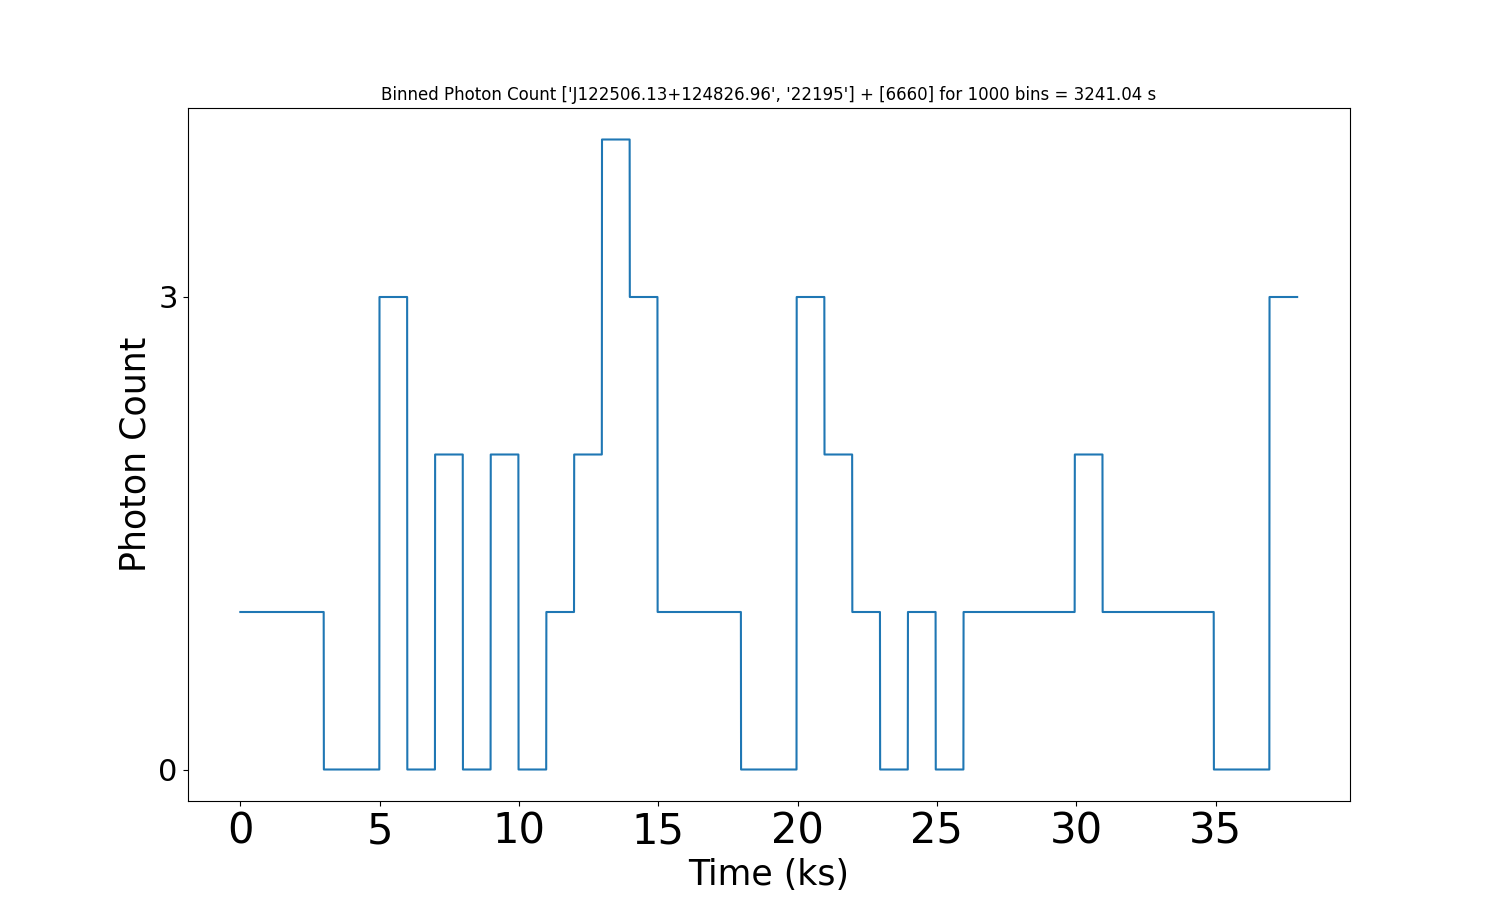 Binned Photon Count ['J122506.13+124826.96', '22195'] + [6660] for 1000 bins = 3241.04 s
Photon Count
3
0
0 5 10 15 20 25 30 35
Time (ks)